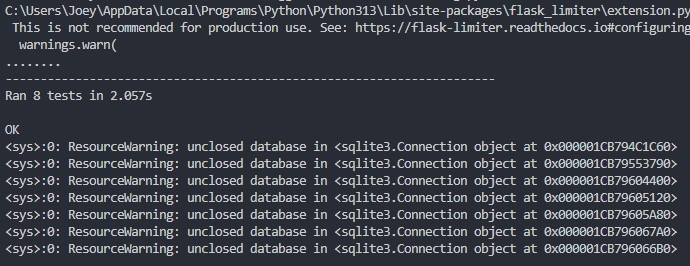 C:\Users\Joey\AppData\Local\Programs\Python\Python313\Lib\site-packages\flask_limiter\extension.py
This is not recommended for production use. See: https://flask-limiter.readthedocs.io#configuring
warnings.warn(
........
----------------------------------------------------------------------
Ran 8 tests in 2.057s
OK
<sys>:0: ResourceWarning: unclosed database in <sqlite3.Connection object at 0x000001CB794C1C60>
<sys>:0: ResourceWarning: unclosed database in <sqlite3.Connection object at 0x000001CB79553790>
<sys>:0: ResourceWarning: unclosed database in <sqlite3.Connection object at 0x000001CB79604400>
<sys>:0: ResourceWarning: unclosed database in <sqlite3.Connection object at 0x000001CB79605120>
<sys>:0: ResourceWarning: unclosed database in <sqlite3.Connection object at 0x000001CB79605A80>
<sys>:0: ResourceWarning: unclosed database in <sqlite3.Connection object at 0x000001CB796067A0>
<sys>:0: ResourceWarning: unclosed database in <sqlite3.Connection object at 0x000001CB796066B0>